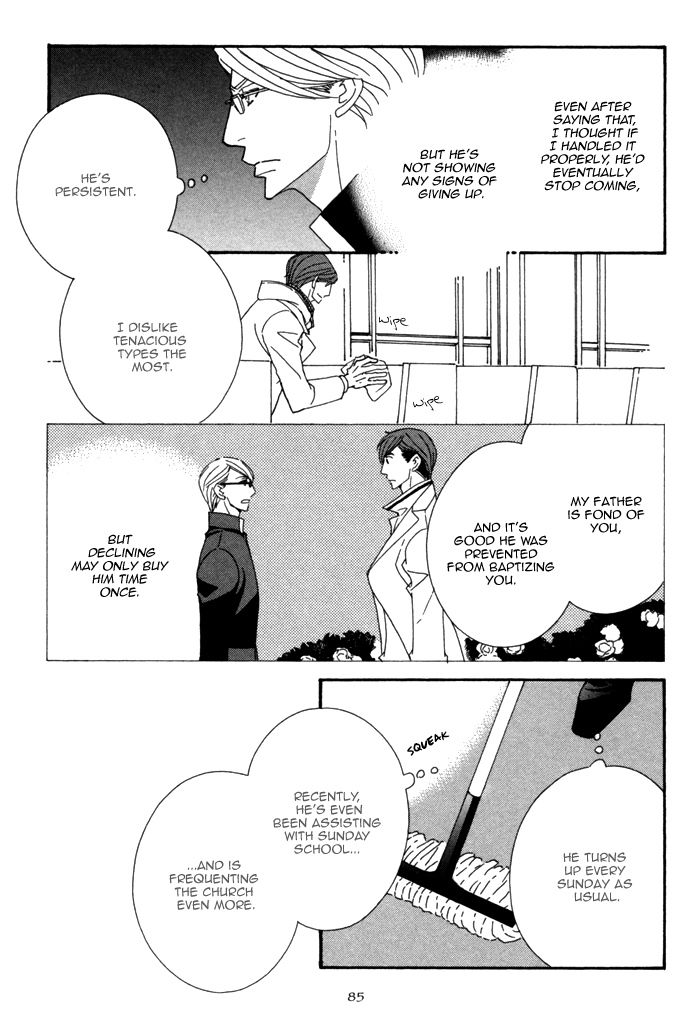 EVEN AFTER
SAYING THAT,
I THOUGHT IF
I HANDLED IT
PROPERLY, HE'D
EVENTUALLY
STOP COMING,
BUT HE'S
NOT SHOWING
ANY SIGNS OF
GIVING UP.
HE'S
PERSISTENT.
I DISLIKE
TENACIOUS
TYPES THE
MOST.
WIPE
WIPE
MY FATHER
IS FOND OF
YOU,
AND IT'S
GOOD HE WAS
PREVENTED
FROM BAPTIZING
YOU.
BUT
DECLINING
MAY ONLY BUY
HIM TIME
ONCE.
HE TURNS
UP EVERY
SUNDAY AS
USUAL.
SQUEAK
RECENTLY,
HE'S EVEN
BEEN ASSISTING
WITH SUNDAY
SCHOOL...
...AND IS
FREQUENTING
THE CHURCH
EVEN MORE.
85